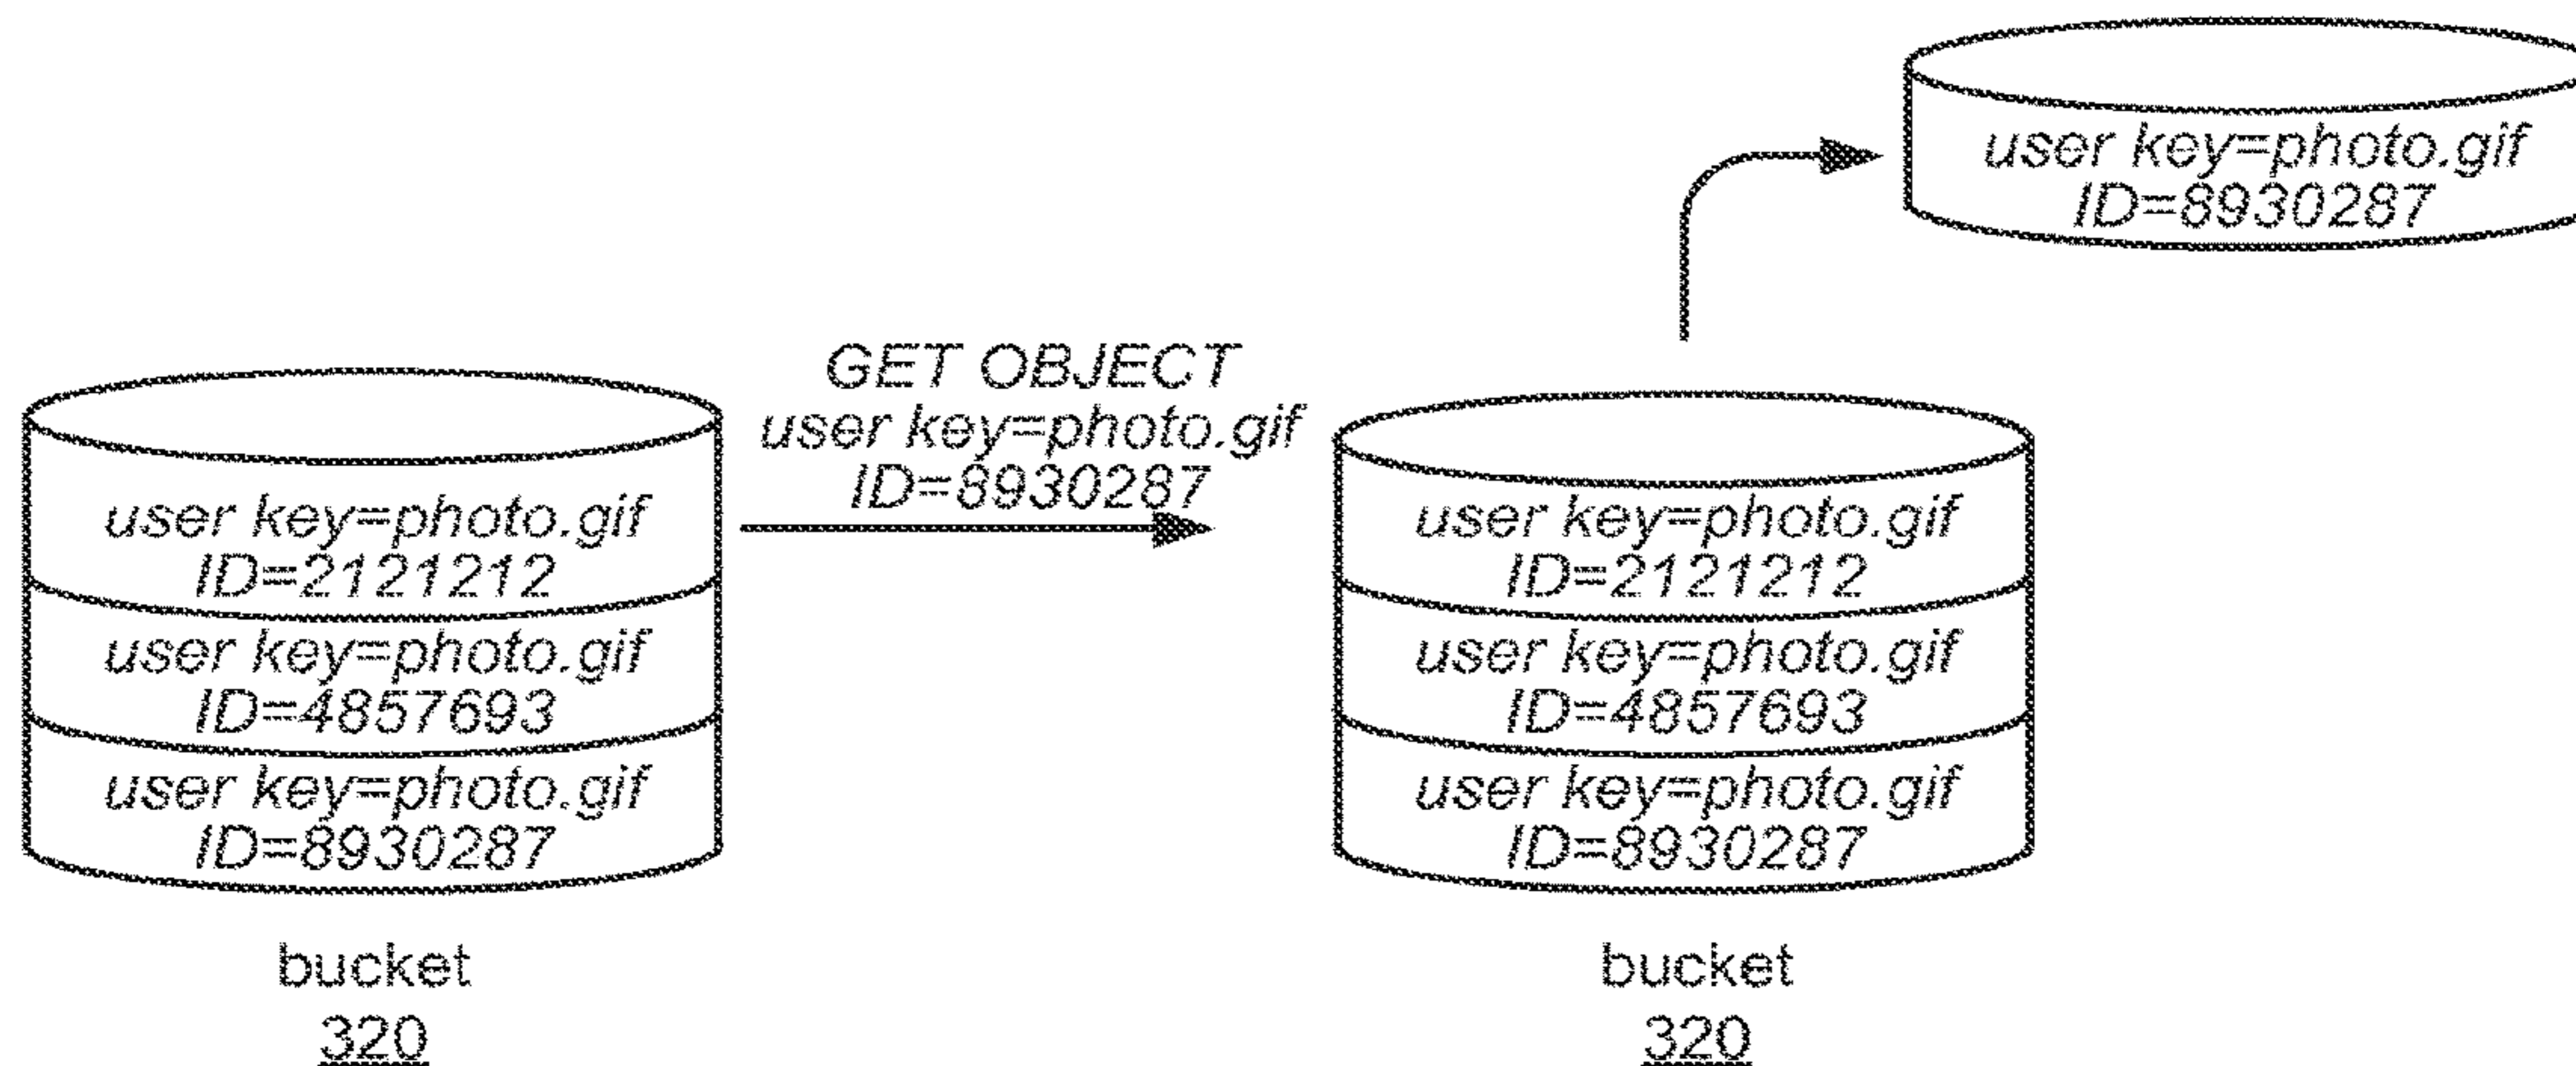 user key=photo.gif
ID=8930287
GET OBJECT
user key=photo.gif
ID=8930287
user key=photo.gif
ID=2121212
user key=photo.gif
ID=4857693
user key=photo.gif
ID=8930287
bucket
320
user key=photo.gif
ID=2121212
user key=photo.gif
ID=4857693
user key=photo.gif
ID=8930287
bucket
320